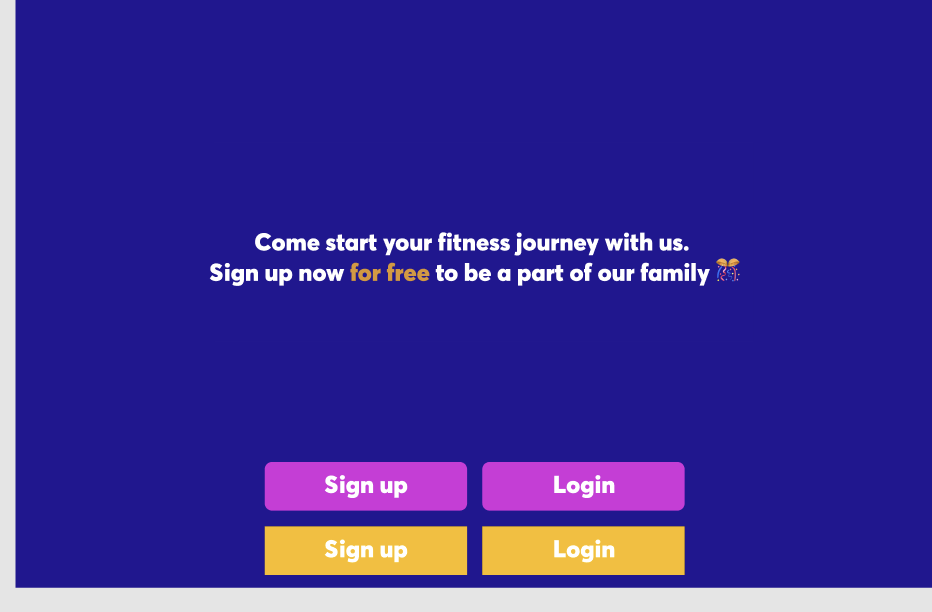 Come start your fitness journey with us.
Sign up now for free to be a part of our family 🎊
Sign up Login
Sign up Login